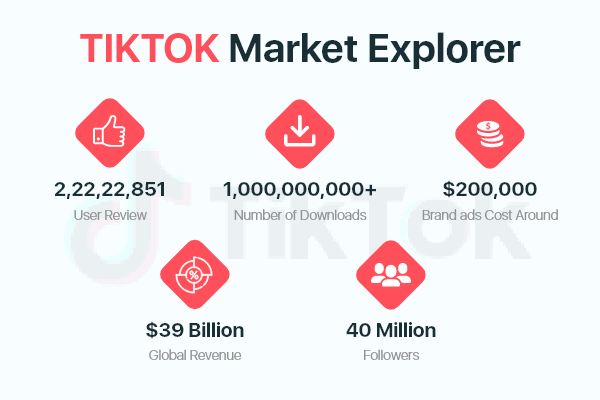 TIKTOK Market Explorer
2,22,22,851
User Review
1,000,000,000+
Number of Downloads
$200,000
Brand ads Cost Around
TikTok
$
%
$39 Billion
Global Revenue
40 Million
Followers